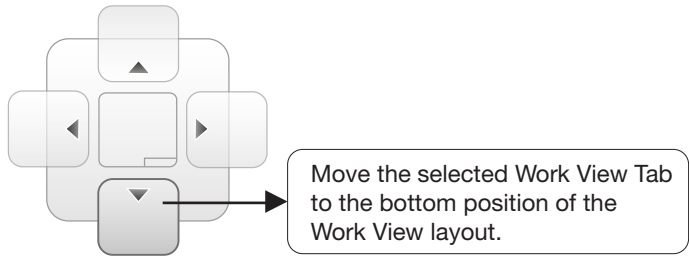 Move the selected Work View Tab
to the bottom position of the
Work View layout.